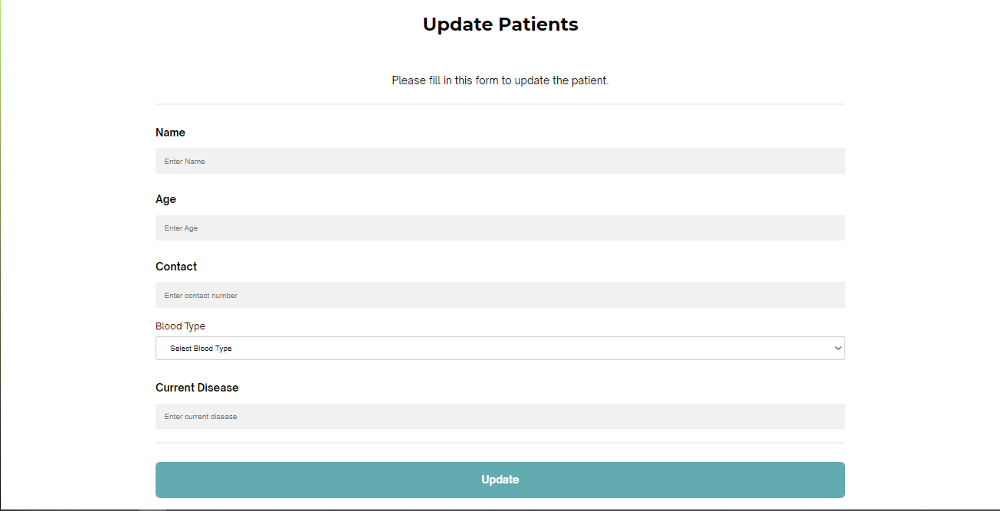 Update Patients
Please fill in this form to update the patient.
Name
Enter Name
Age
Enter Age
Contact
Enter contact number
Blood Type
Select Blood Type
Current Disease
Enter current disease
Update